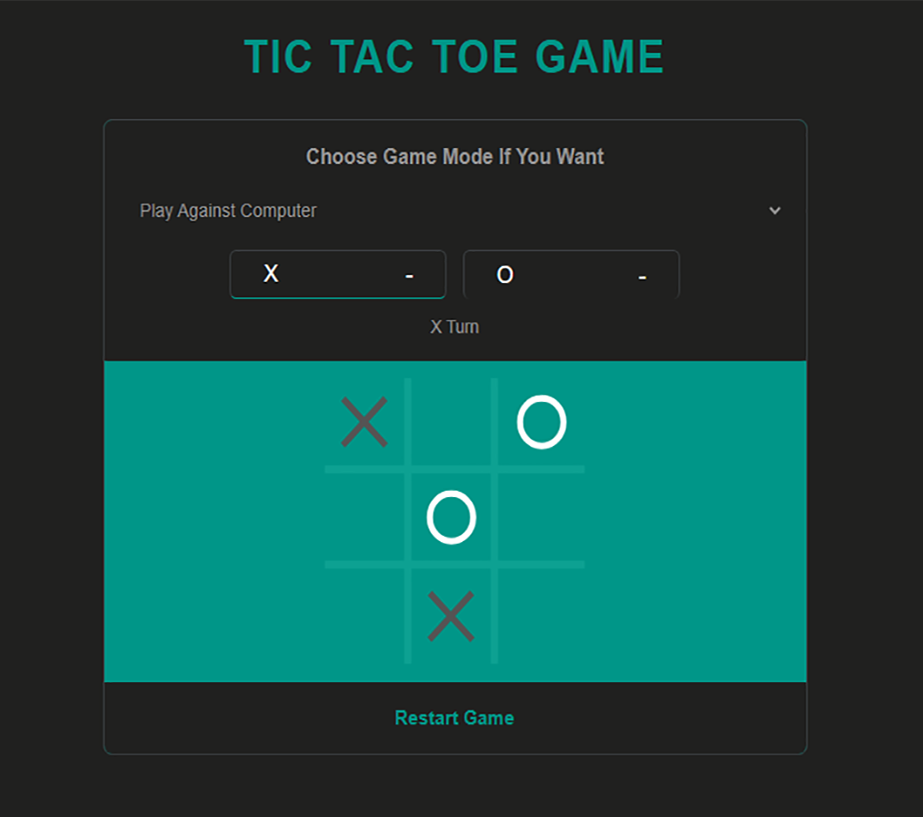 TIC TAC TOE GAME
Choose Game Mode If You Want
Play Against Computer
X - O -
X Turn
X O
O
X
Restart Game